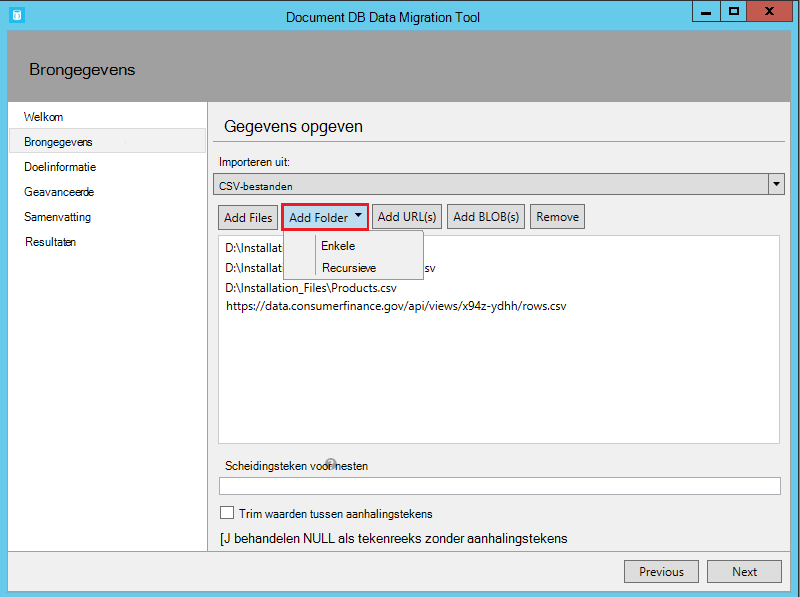 Document DB Data Migration Tool
Brongegevens
Welkom
Brongegevens
Doelinformatie
Geavanceerde
Samenvatting
Resultaten
Gegevens opgeven
Importeren uit:
CSV-bestanden
Add Files Add Folder Add URL(s) Add BLOB(s) Remove
Enkele
Recursieve
D:\Installat
D:\Installati sv
D:\Installation_Files\Products.csv
https://data.consumerfinance.gov/api/views/x94z-ydhh/rows.csv
Scheidingsteken voor nesten
Trim waarden tussen aanhalingstekens
[J behandelen NULL als tekenreeks zonder aanhalingstekens
Previous Next